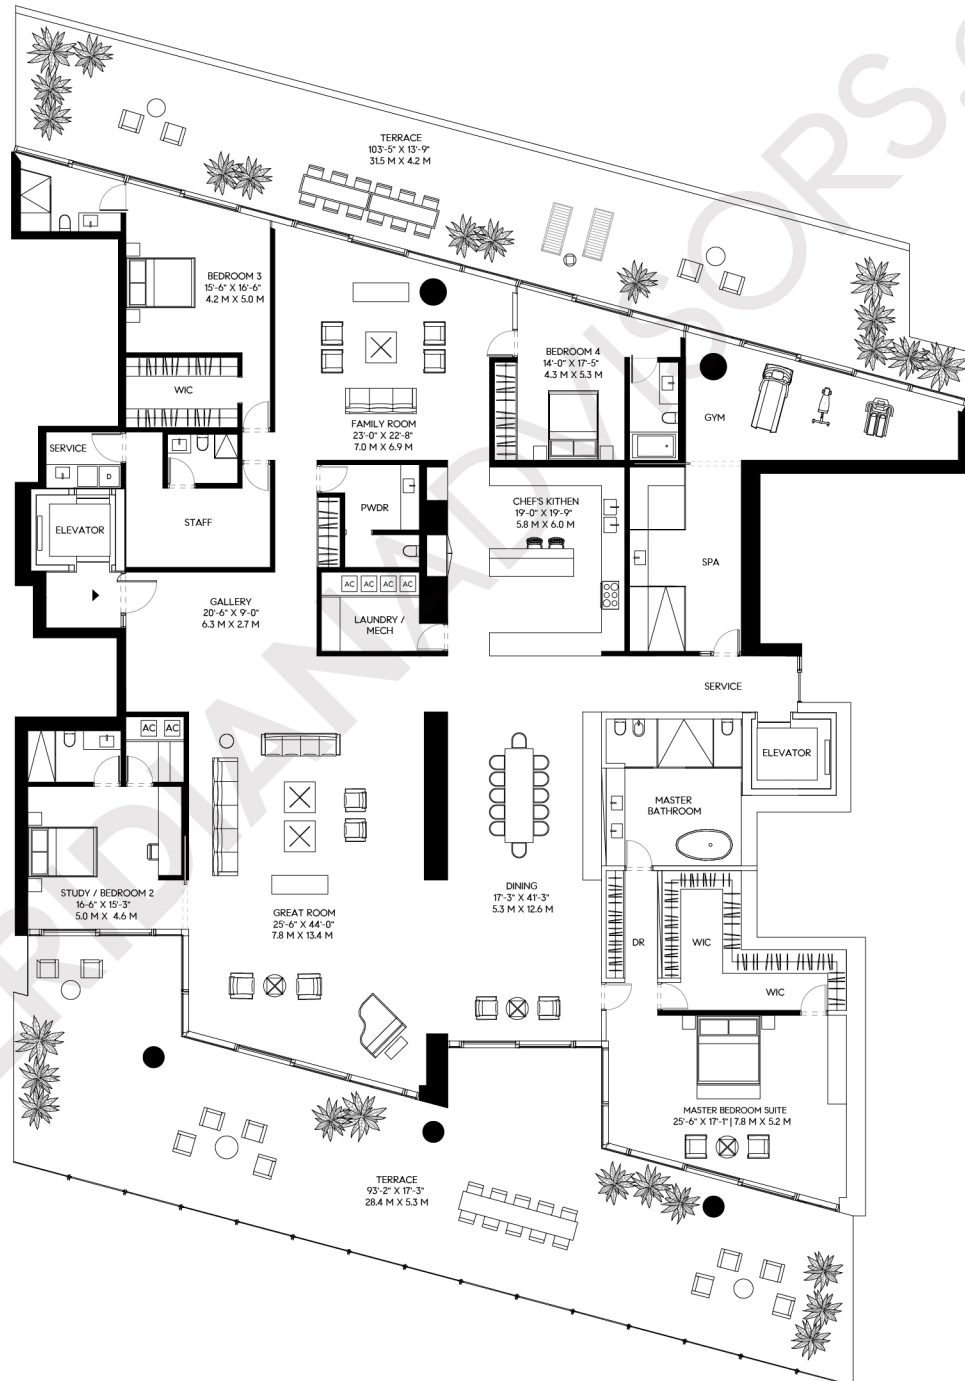 TERRACE
103'-5" X 13'-9"
31.5 M X 4.2 M
BEDROOM 3
15'-6" X 16'-6"
4.2 M X 5.0 M
WIC
BEDROOM 4
14'-0" X 17'-5"
4.3 M X 5.3 M
GYM
FAMILY ROOM
23'-0" X 22'-8"
7.0 M X 6.9 M
SERVICE
D
ELEVATOR
STAFF
PWDR
CHEF'S KITHEN
19'-0" X 19'-9"
5.8 M X 6.0 M
SPA
AC AC AC AC
LAUNDRY /
MECH
GALLERY
20'-6" X 9'-0"
6.3 M X 2.7 M
SERVICE
AC AC
ELEVATOR
MASTER
BATHROOM
STUDY / BEDROOM 2
16-6" X 15'-3"
5.0 M X 4.6 M
GREAT ROOM
25'-6" X 44'-0"
7.8 M X 13.4 M
DINING
17'-3" X 41'-3"
5.3 M X 12.6 M
DR
WIC
WIC
MASTER BEDROOM SUITE
25'-6" X 17'-1" | 7.8 M X 5.2 M
TERRACE
93'-2" X 17'-3"
28.4 M X 5.3 M
ERIDIANADVISORS.